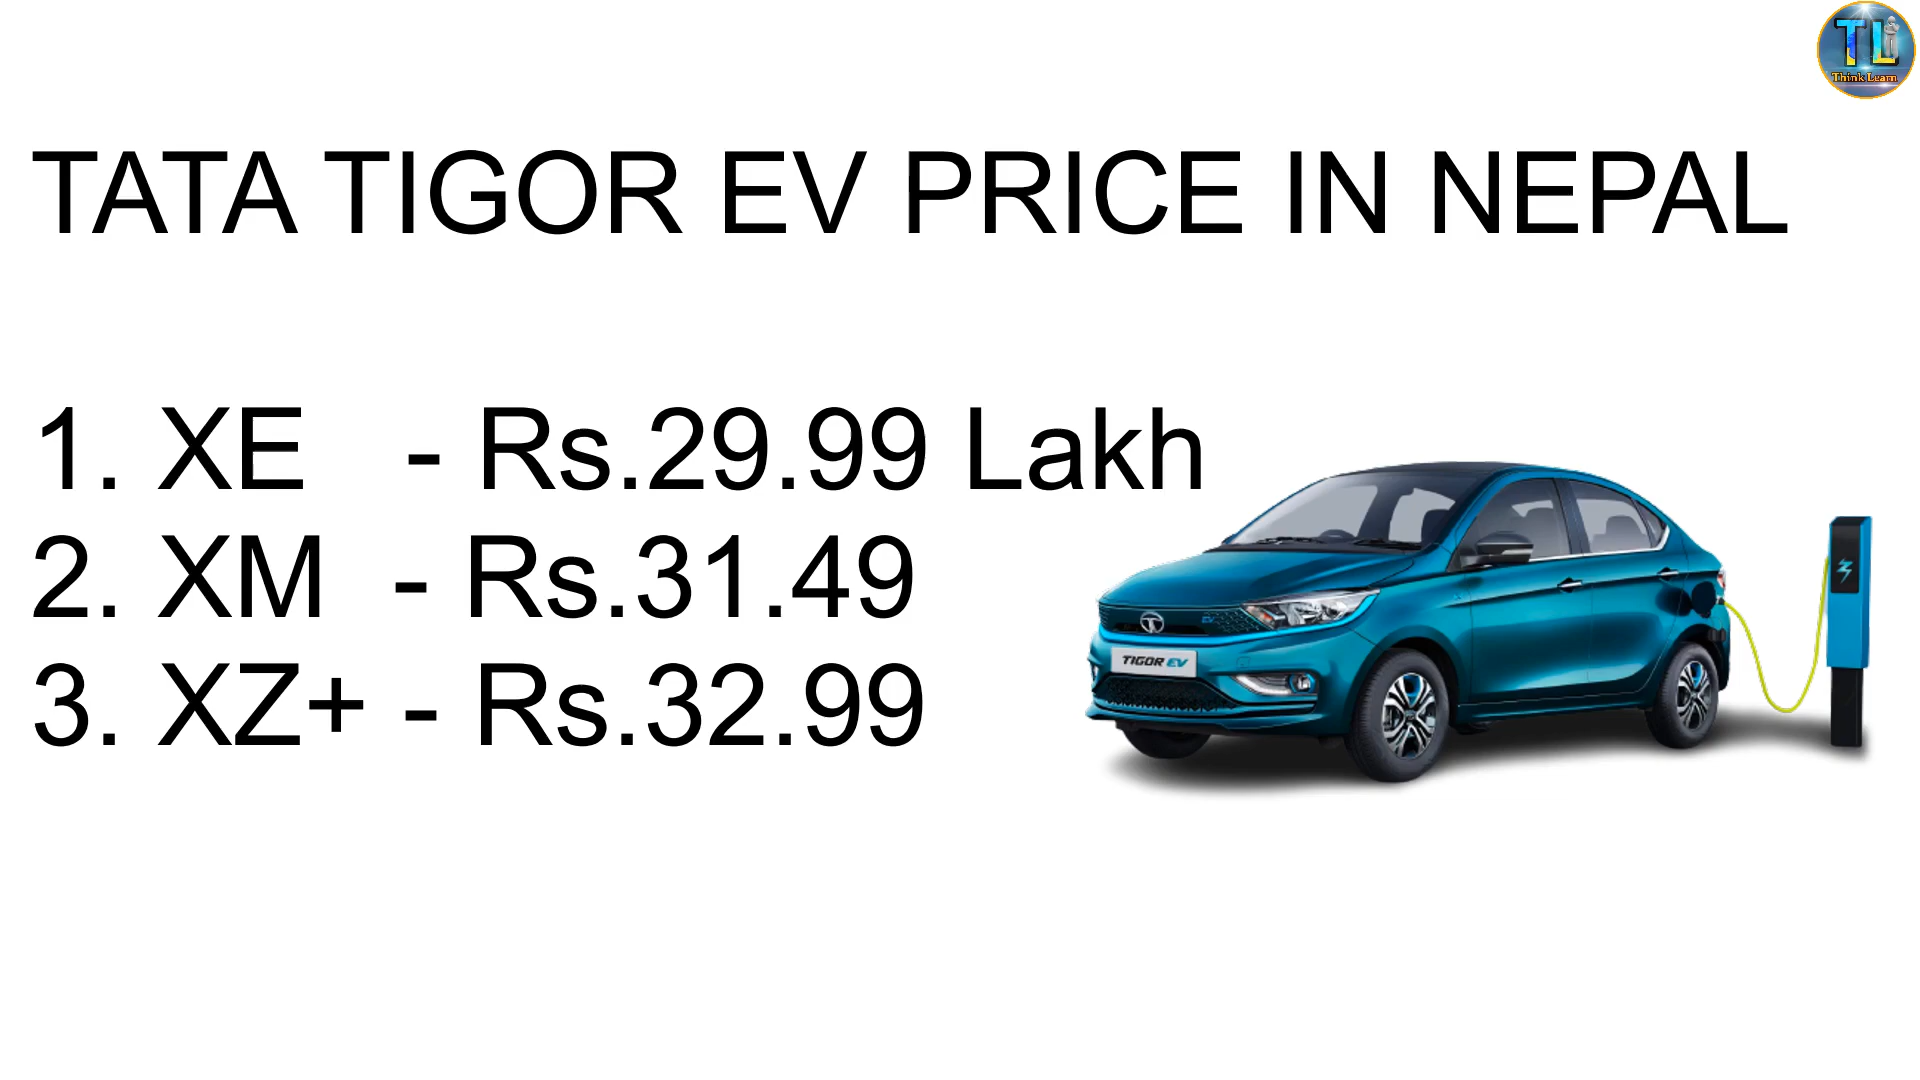 TL
Think Learn
TATA TIGOR EV PRICE IN NEPAL
1. XE - Rs.29.99 Lakh
2. XM - Rs.31.49
3. XZ+ - Rs.32.99
EV
TIGOR EV